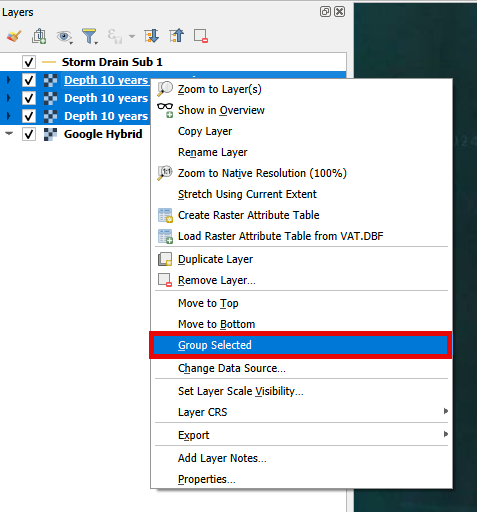 Layers
Storm Drain Sub 1
Depth 10 years
Depth 10 years
Depth 10 years
Google Hybrid
Zoom to Layer(s)
Show in Overview
Copy Layer
Rename Layer
Zoom to Native Resolution (100%)
Stretch Using Current Extent
Create Raster Attribute Table
Load Raster Attribute Table from VAT.DBF
Duplicate Layer
Remove Layer…
Move to Top
Move to Bottom
Group Selected
Change Data Source…
Set Layer Scale Visibility…
Layer CRS
Export
Add Layer Notes…
Properties…